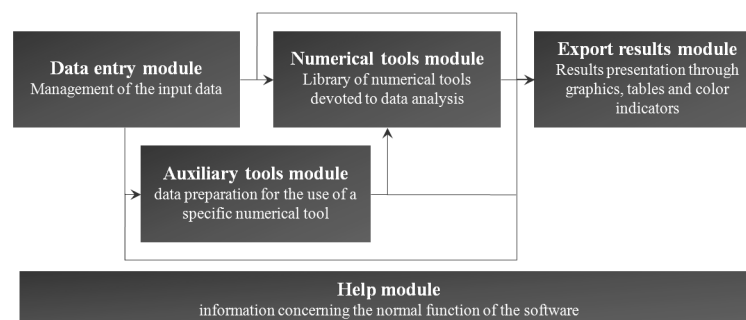 Data entry module
Management of the input data
Numerical tools module
Library of numerical tools
devoted to data analysis
Export results module
Results presentation through
graphics, tables and color
indicators
Auxiliary tools module
data preparation for the use of a
specific numerical tool
Help module
information concerning the normal function of the software